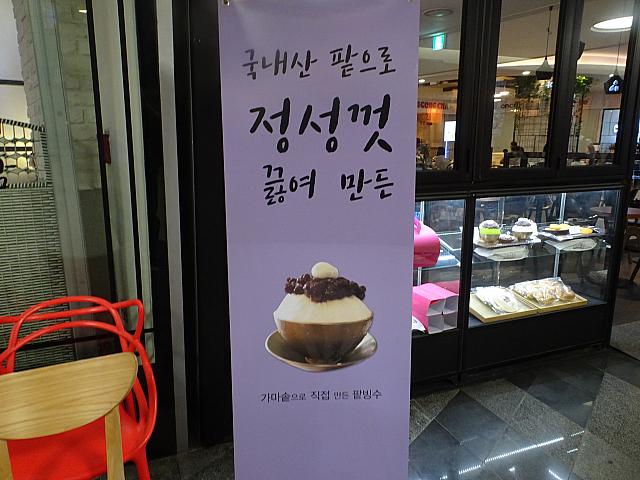 국내산 팥으로
정성껏
끓여 만든
가마솥으로 직접 만든 팥빙수